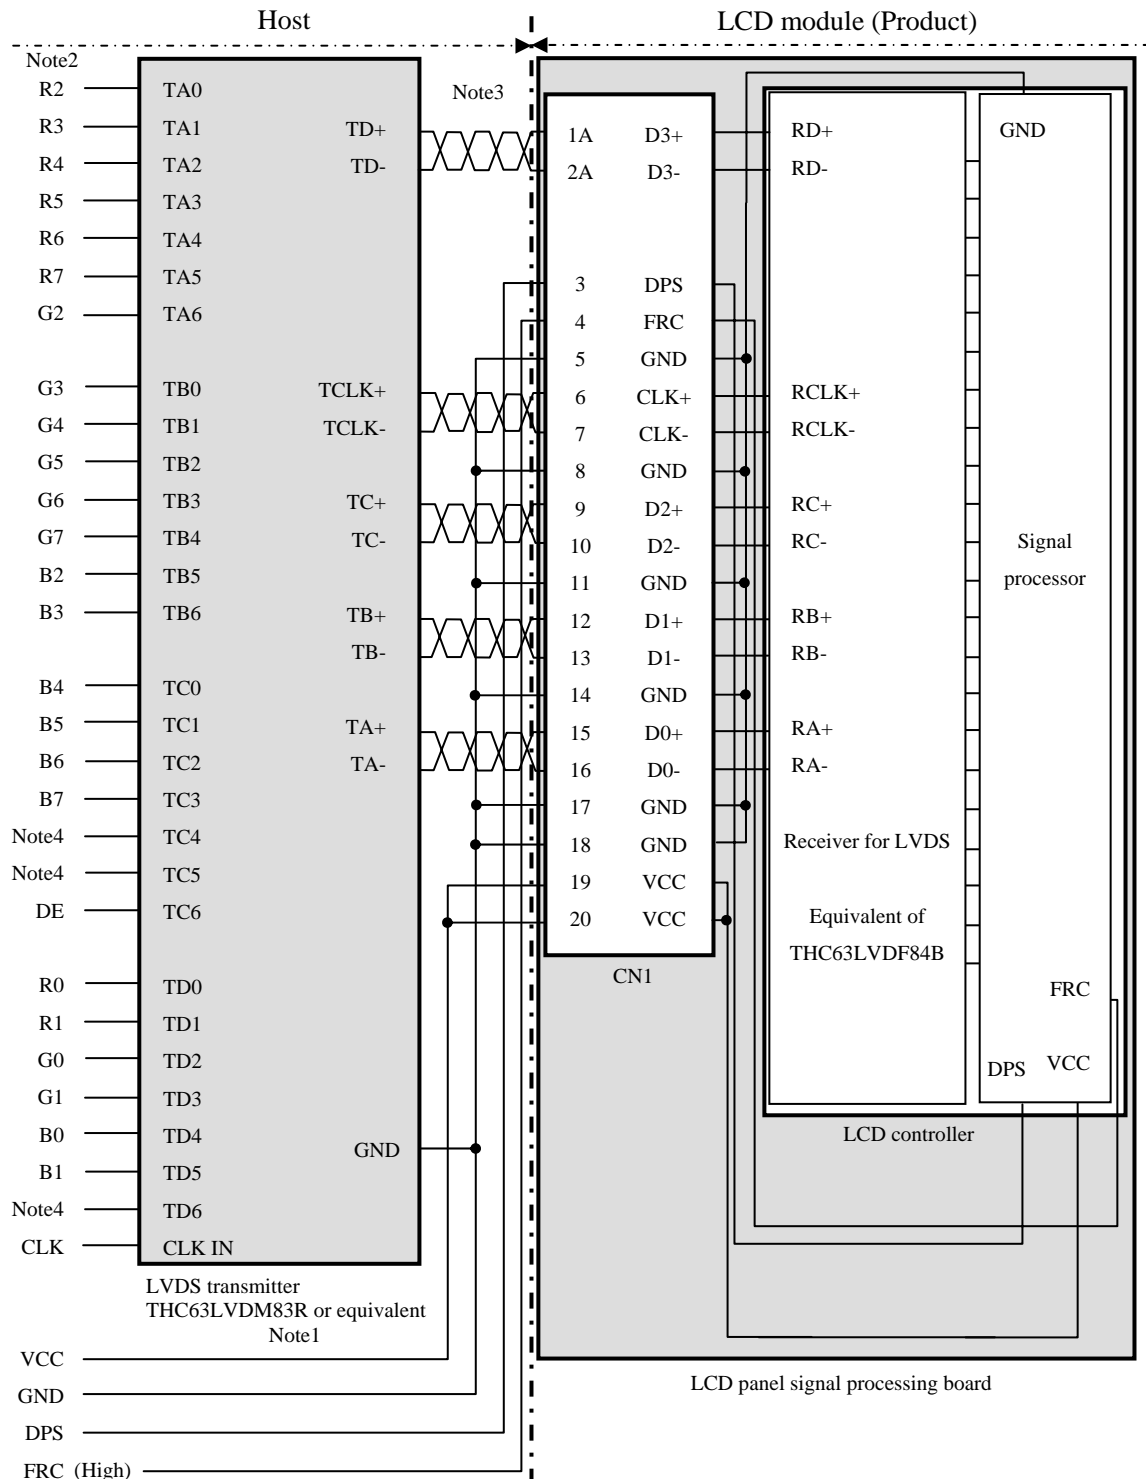 Host
LCD module (Product)
Note2
R2 TA0
R3 TA1
R4 TA2
R5 TA3
R6 TA4
R7 TA5
G2 TA6
G3 TB0
G4 TB1
G5 TB2
G6 TB3
G7 TB4
B2 TB5
B3 TB6
B4 TC0
B5 TC1
B6 TC2
B7 TC3
Note4 TC4
Note4 TC5
DE TC6
R0 TD0
R1 TD1
G0 TD2
G1 TD3
B0 TD4
B1 TD5
Note4 TD6
CLK CLK IN
TD+
TD-
TCLK+
TCLK-
TC+
TC-
TB+
TB-
TA+
TA-
GND
Note3
LVDS transmitter
THC63LVDM83R or equivalent
Note1
VCC
GND
DPS
FRC (High)
1A D3+
2A D3-
3 DPS
4 FRC
5 GND
6 CLK+
7 CLK-
8 GND
9 D2+
10 D2-
11 GND
12 D1+
13 D1-
14 GND
15 D0+
16 D0-
17 GND
18 GND
19 VCC
20 VCC
CN1
RD+
RD-
RCLK+
RCLK-
RC+
RC-
RB+
RB-
RA+
RA-
Receiver for LVDS
Equivalent of
THC63LVDF84B
GND
Signal
processor
FRC
DPS VCC
LCD controller
LCD panel signal processing board